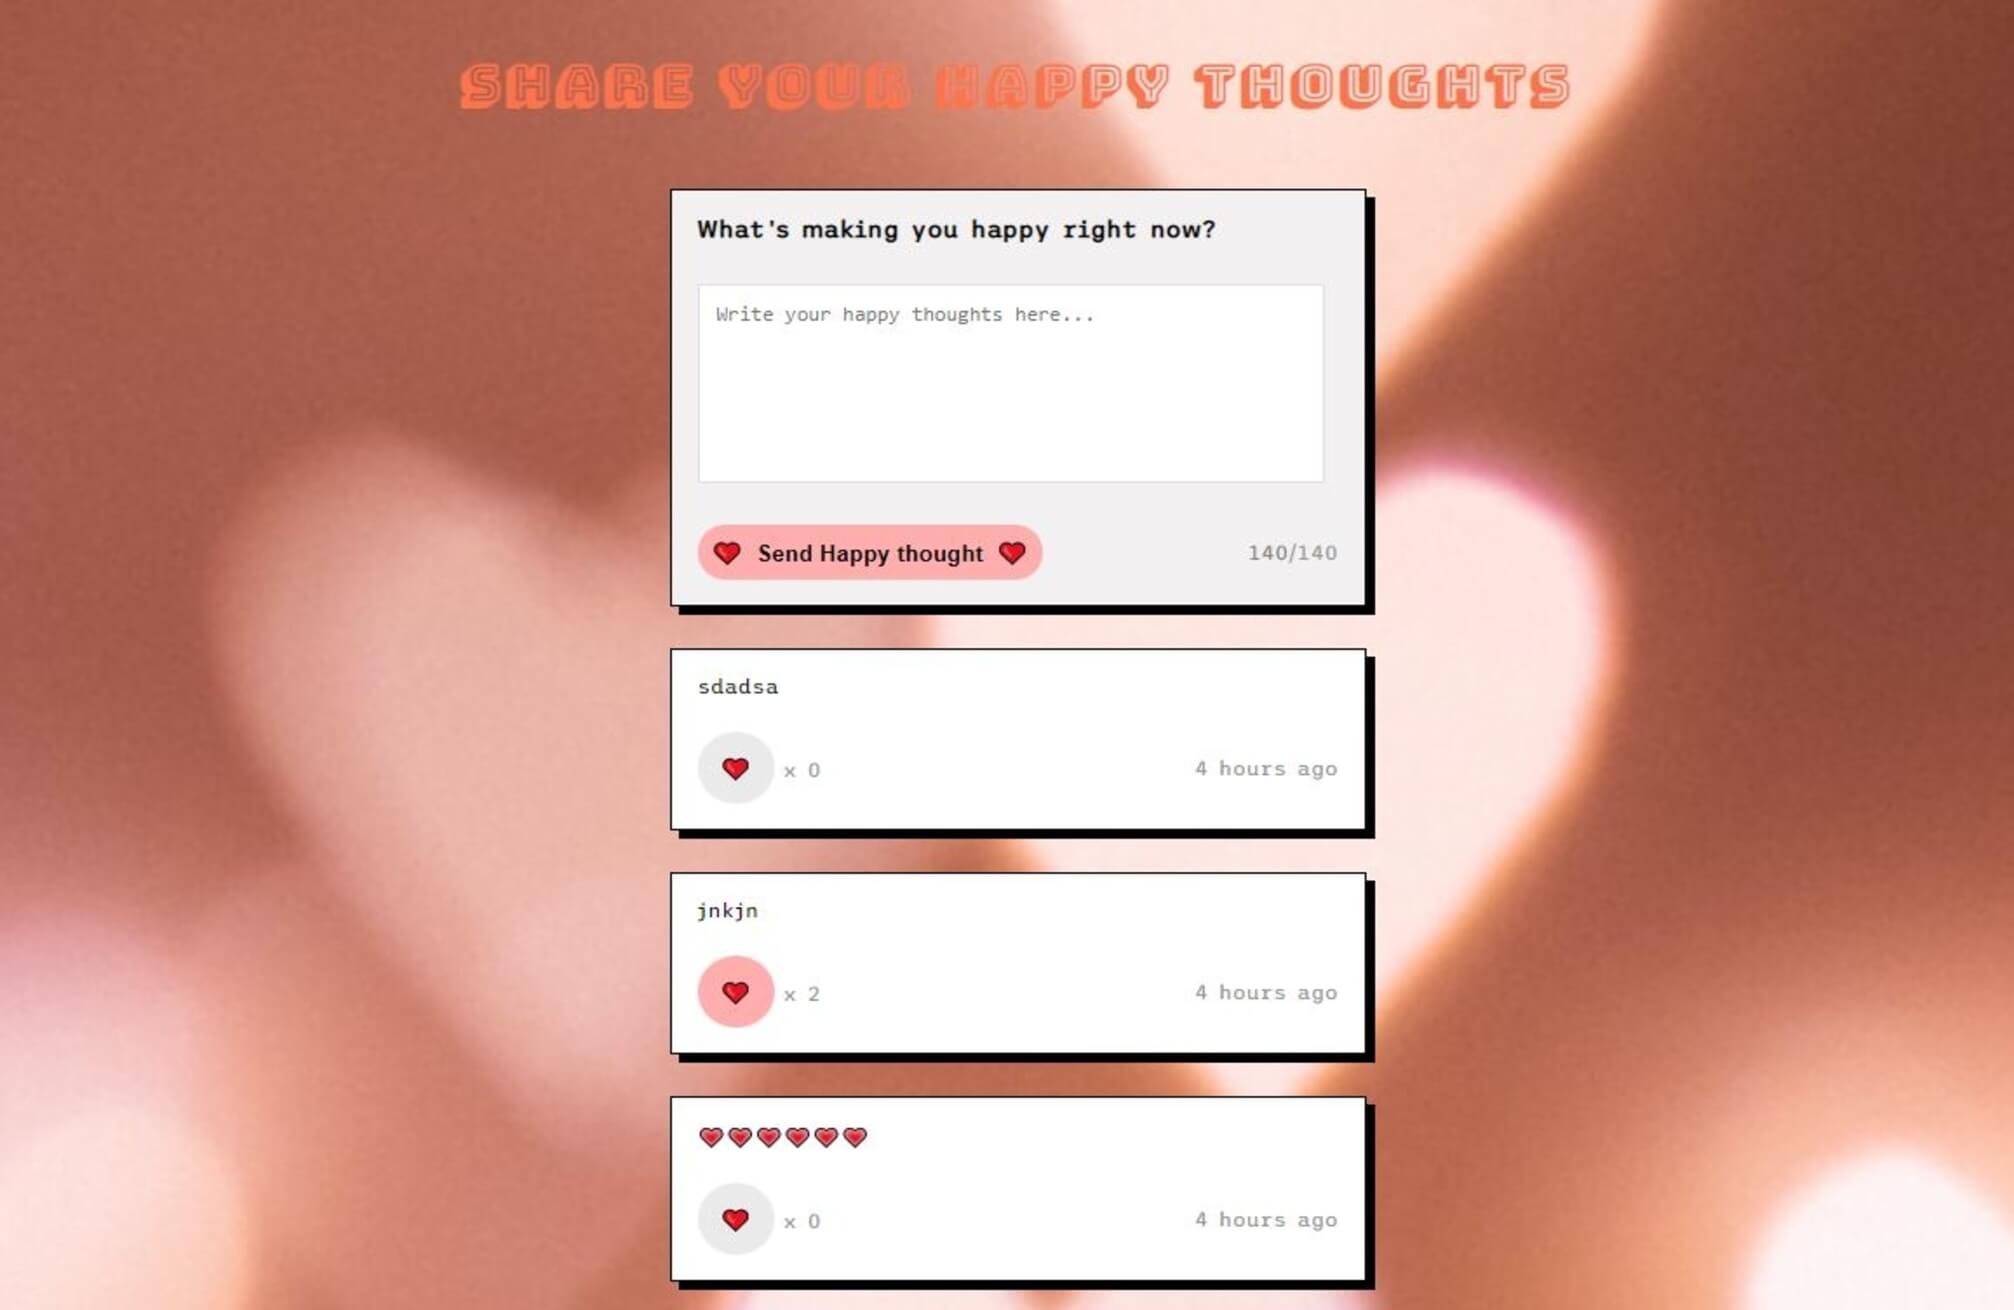 SHARE YOUR HAPPY THOUGHTS
What's making you happy right now?
Write your happy thoughts here...
Send Happy thought
140/140
sdadsa
x 0
4 hours ago
jnkjn
x 2
4 hours ago
x 0
4 hours ago